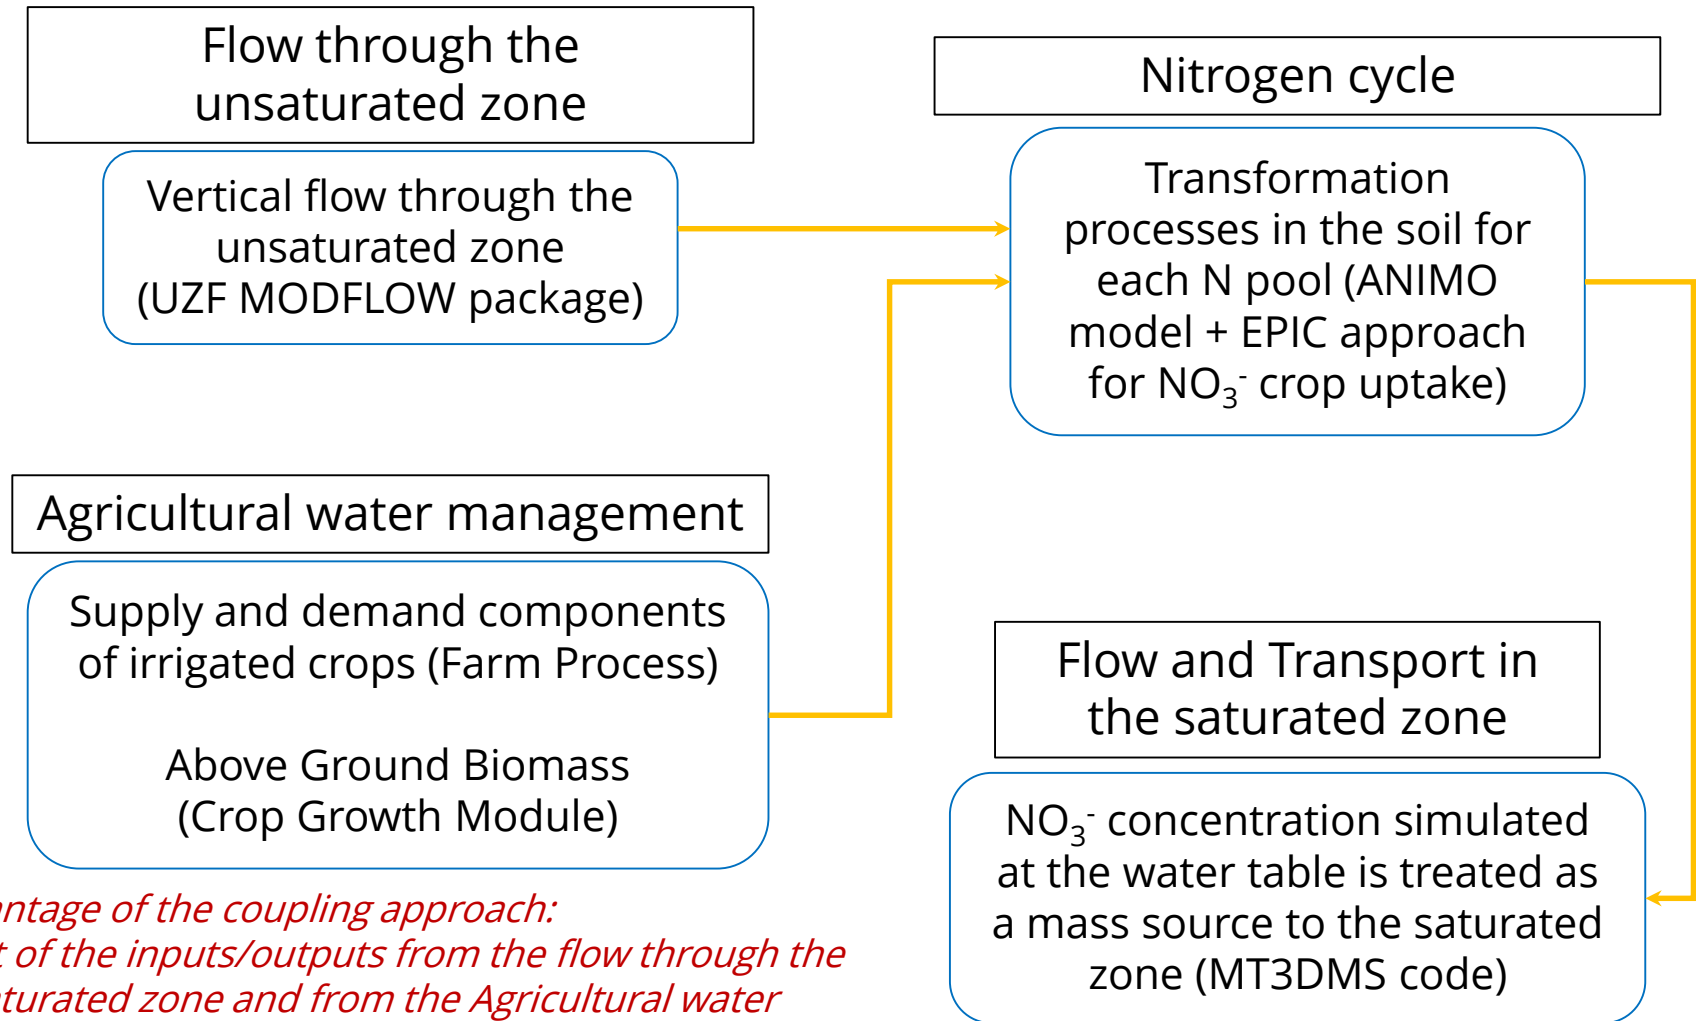 Flow through the
unsaturated zone
Vertical flow through the
unsaturated zone
(UZF MODFLOW package)
Agricultural water management
Supply and demand components
of irrigated crops (Farm Process)
Above Ground Biomass
(Crop Growth Module)
of the coupling approach:
of the inputs/outputs from the flow through the
zone and from the Agricultural water
Nitrogen cycle
Transformation
processes in the soil for
each N pool (ANIMO
model + EPIC approach
for NO₃⁻ crop uptake)
Flow and Transport in
the saturated zone
NO₃⁻ concentration simulated
at the water table is treated as
a mass source to the saturated
zone (MT3DMS code)